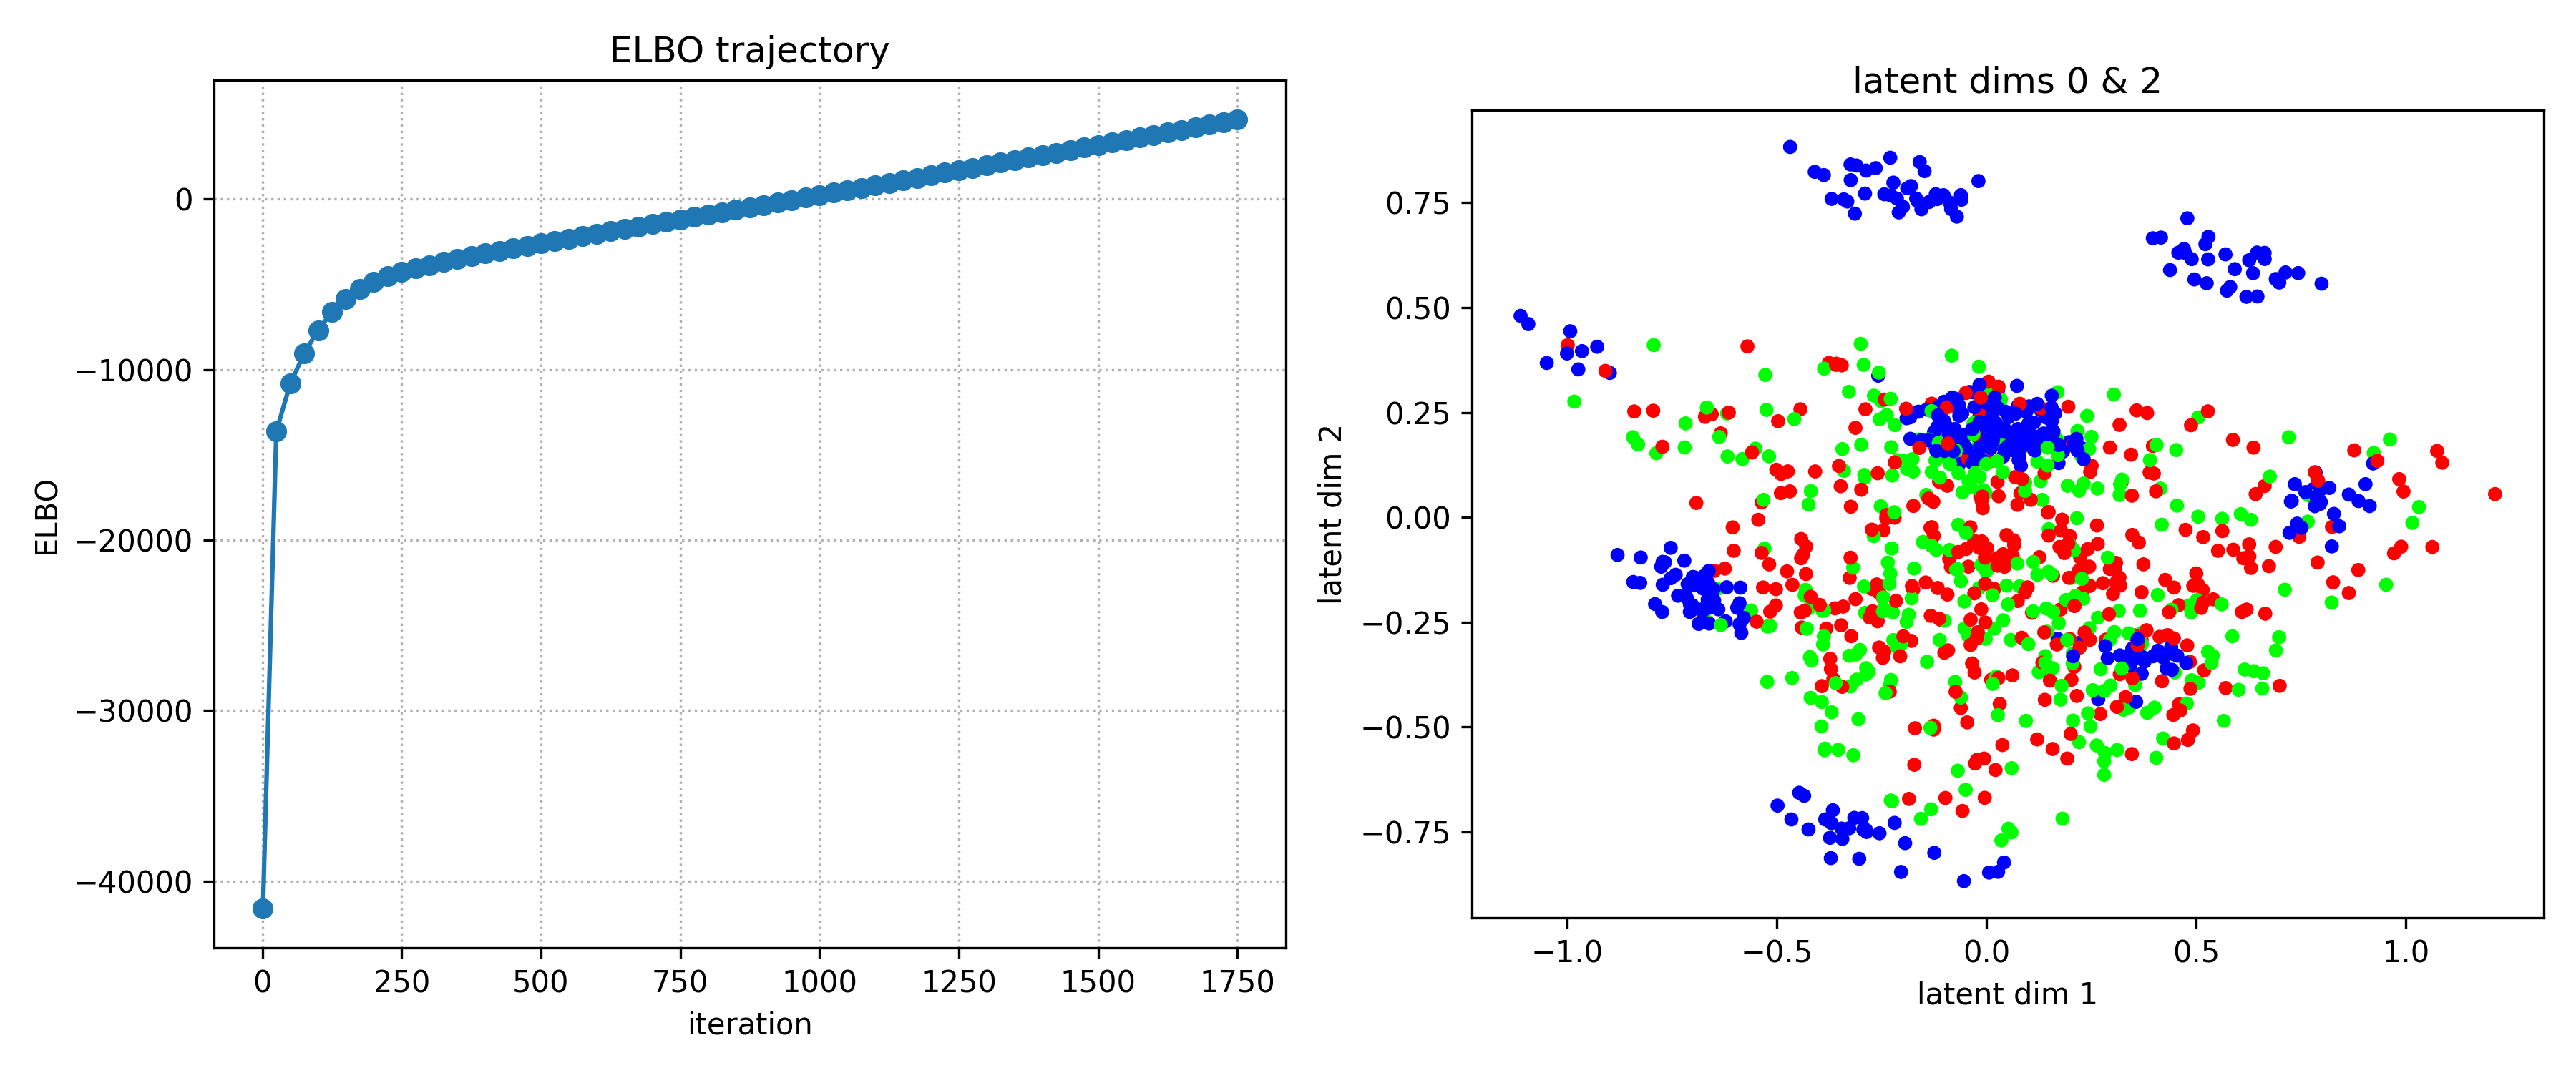 ELBO trajectory
ELBO
0
−10000
−20000
−30000
−40000
0 250 500 750 1000 1250 1500 1750
iteration
latent dims 0 & 2
latent dim 2
0.75
0.50
0.25
0.00
−0.25
−0.50
−0.75
−1.0 −0.5 0.0 0.5 1.0
latent dim 1